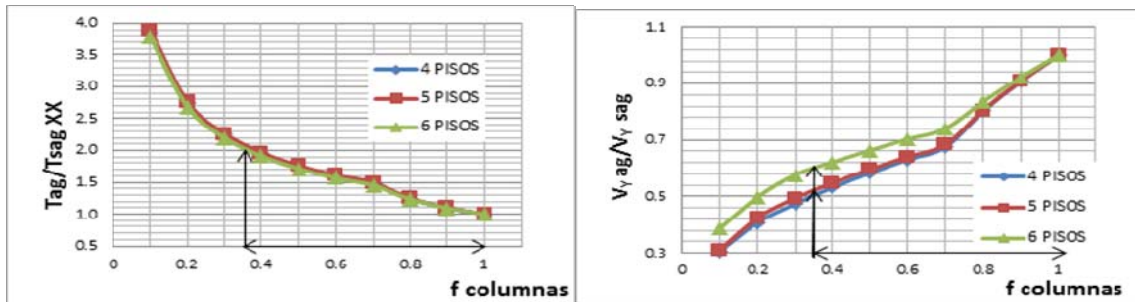 4.0
3.5
3.0
2.5
2.0
1.5
1.0
0.5
0
0.2
0.4
0.6
0.8
1
Tag/Tsag XX
f columnas
4 PISOS
5 PISOS
6 PISOS
1.1
0.9
0.7
0.5
0.3
0
0.2
0.4
0.6
0.8
1
Vʏ ag/Vʏ sag
f columnas
4 PISOS
5 PISOS
6 PISOS